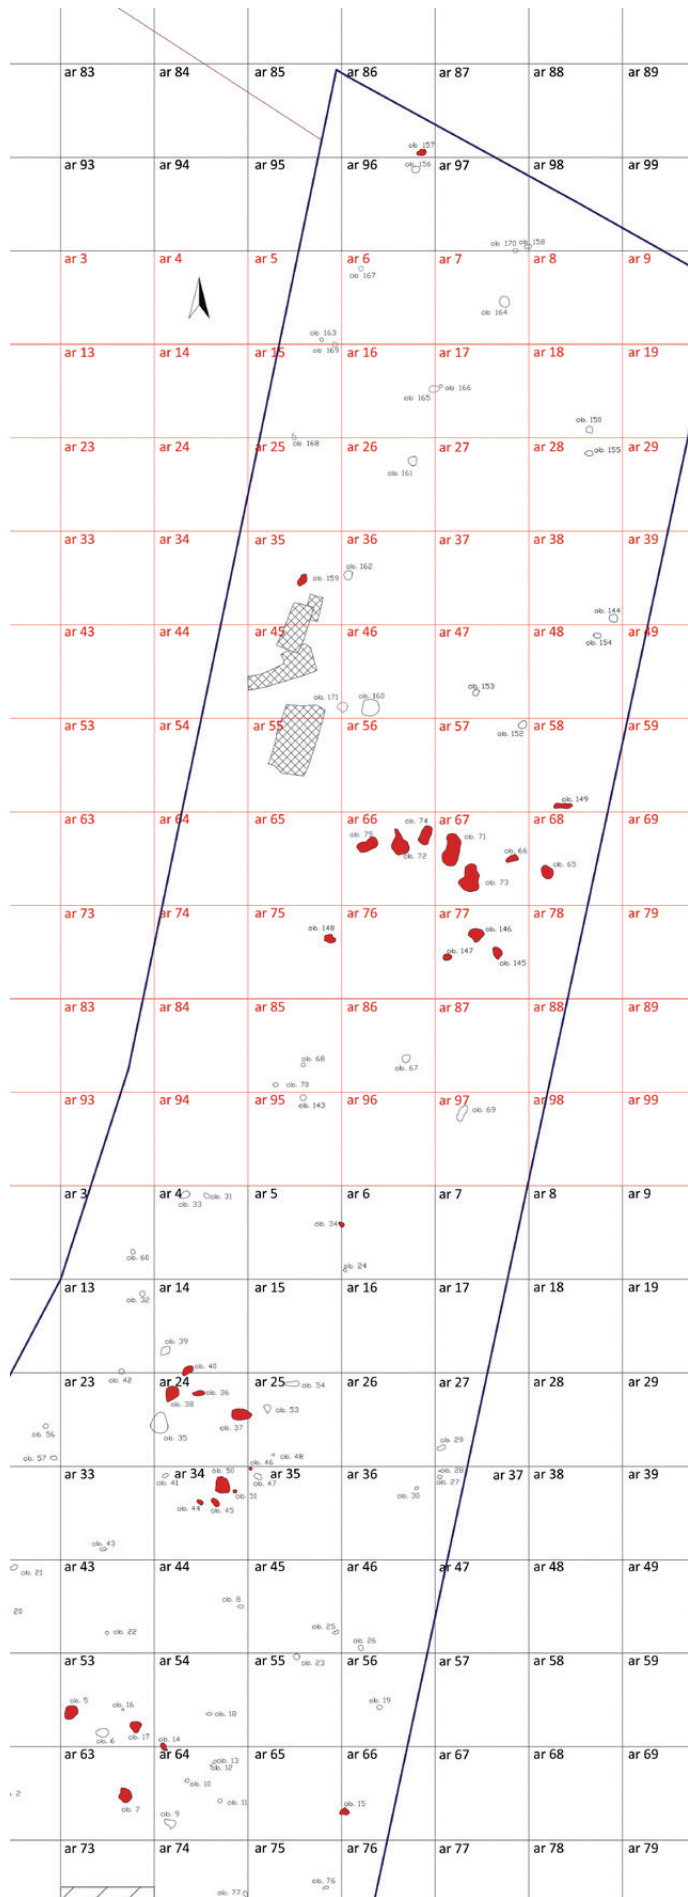 ar 83 ar 84 ar 85 ar 86 ar 87 ar 88 ar 89
ob. 157
ar 93 ar 94 ar 95 ar 96 ob. 156 ar 97 ar 98 ar 99
ob. 170 ob. 158
ar 3 ar 4 ar 5 ar 6 ar 7 ar 8 ar 9
ob. 167
ob. 164
ob. 163
ar 13 ar 14 ar 15 ob. 169 ar 16 ar 17 ar 18 ar 19
ob. 166
ob. 165
ob. 150
ar 23 ar 24 ar 25 ob. 168 ar 26 ar 27 ar 28 ob. 155 ar 29
ob. 161
ar 33 ar 34 ar 35 ar 36 ar 37 ar 38 ar 39
ob. 162
ob. 159
ob. 144
ar 43 ar 44 ar 45 ar 46 ar 47 ar 48 ar 49
ob. 154
ob. 153
ob. 171 ob. 160
ar 53 ar 54 ar 55 ar 56 ar 57 ar 58 ar 59
ob. 152
ob. 149
ar 63 ar 64 ar 65 ar 66 ob. 74 ar 67 ar 68 ar 69
ob. 75 ob. 71
ob. 72 ob. 66 ob. 65
ob. 73
ar 73 ar 74 ar 75 ar 76 ar 77 ar 78 ar 79
ob. 148 ob. 146
ob. 147 ob. 145
ar 83 ar 84 ar 85 ar 86 ar 87 ar 88 ar 89
ob. 68
ob. 67
ob. 70
ar 93 ar 94 ar 95 ar 96 ar 97 ar 98 ar 99
ob. 143 ob. 69
ar 3 ar 4 ob. 31 ar 5 ar 6 ar 7 ar 8 ar 9
ob. 33
ob. 34
ob. 60
ob. 24
ar 13 ar 14 ar 15 ar 16 ar 17 ar 18 ar 19
ob. 32
ob. 39
ob. 40
ar 23 ob. 42 ar 24 ar 25 ob. 54 ar 26 ar 27 ar 28 ar 29
ob. 36
ob. 38 ob. 53
ob. 37
ob. 56 ob. 35
ob. 29
ob. 57 ob. 48
ob. 46
ar 33 ar 34 ob. 50 ar 35 ar 36 ob. 28 ar 37 ar 38 ar 39
ob. 41 ob. 47 ob. 27
ob. 51 ob. 30
ob. 44 ob. 45
ob. 43
ar 43 ar 44 ar 45 ar 46 ar 47 ar 48 ar 49
ob. 21
ob. 8
20
ob. 22 ob. 25
ob. 26
ar 53 ar 54 ar 55 ob. 23 ar 56 ar 57 ar 58 ar 59
ob. 5 ob. 16 ob. 19
ob. 18
ob. 6 ob. 17 ob. 14
ar 63 ar 64 ar 65 ar 66 ar 67 ar 68 ar 69
ob. 13
ob. 12
ob. 10
2
ob. 7 ob. 11 ob. 15
ob. 9
ar 73 ar 74 ar 75 ar 76 ar 77 ar 78 ar 79
ob. 76
ob. 77